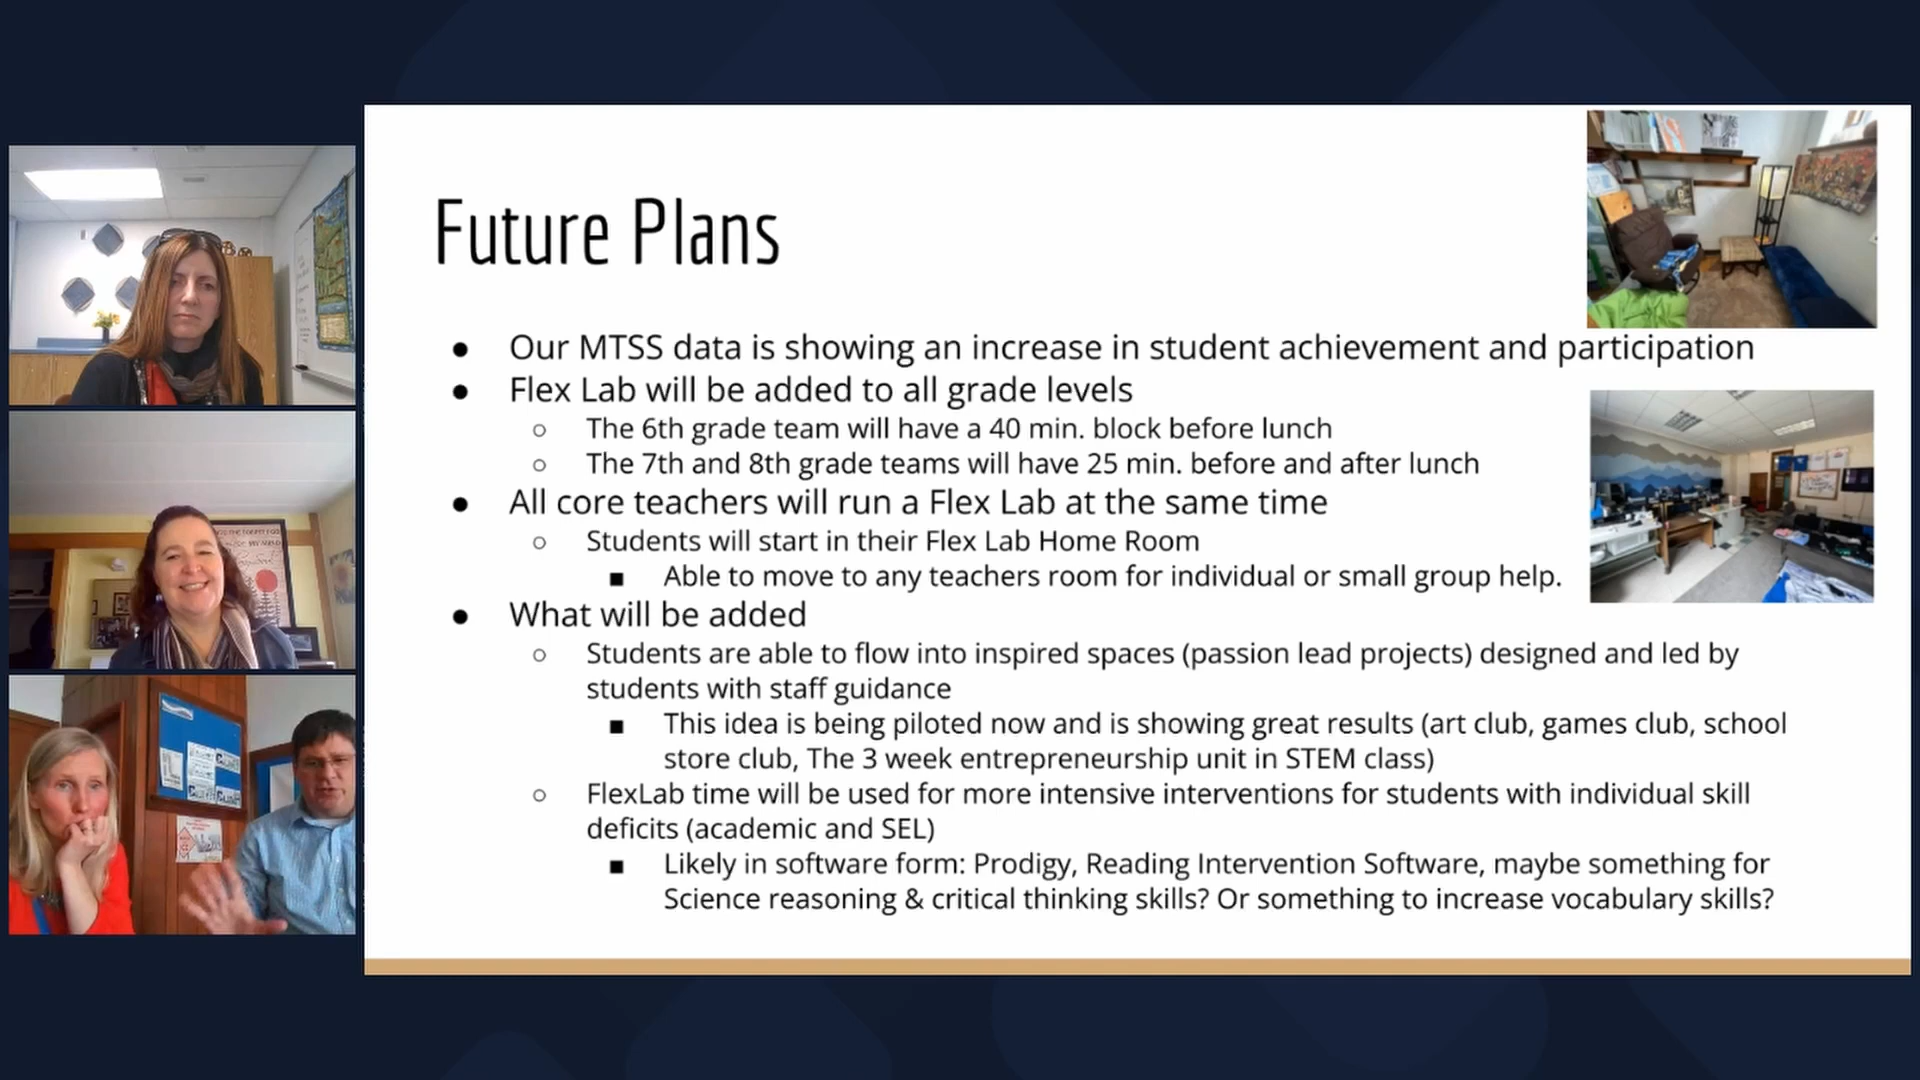 Future Plans
● Our MTSS data is showing an increase in student achievement and participation
● Flex Lab will be added to all grade levels
○ The 6th grade team will have a 40 min. block before lunch
○ The 7th and 8th grade teams will have 25 min. before and after lunch
● All core teachers will run a Flex Lab at the same time
○ Students will start in their Flex Lab Home Room
■ Able to move to any teachers room for individual or small group help.
● What will be added
○ Students are able to flow into inspired spaces (passion lead projects) designed and led by
students with staff guidance
■ This idea is being piloted now and is showing great results (art club, games club, school
store club, The 3 week entrepreneurship unit in STEM class)
○ FlexLab time will be used for more intensive interventions for students with individual skill
deficits (academic and SEL)
■ Likely in software form: Prodigy, Reading Intervention Software, maybe something for
Science reasoning & critical thinking skills? Or something to increase vocabulary skills?